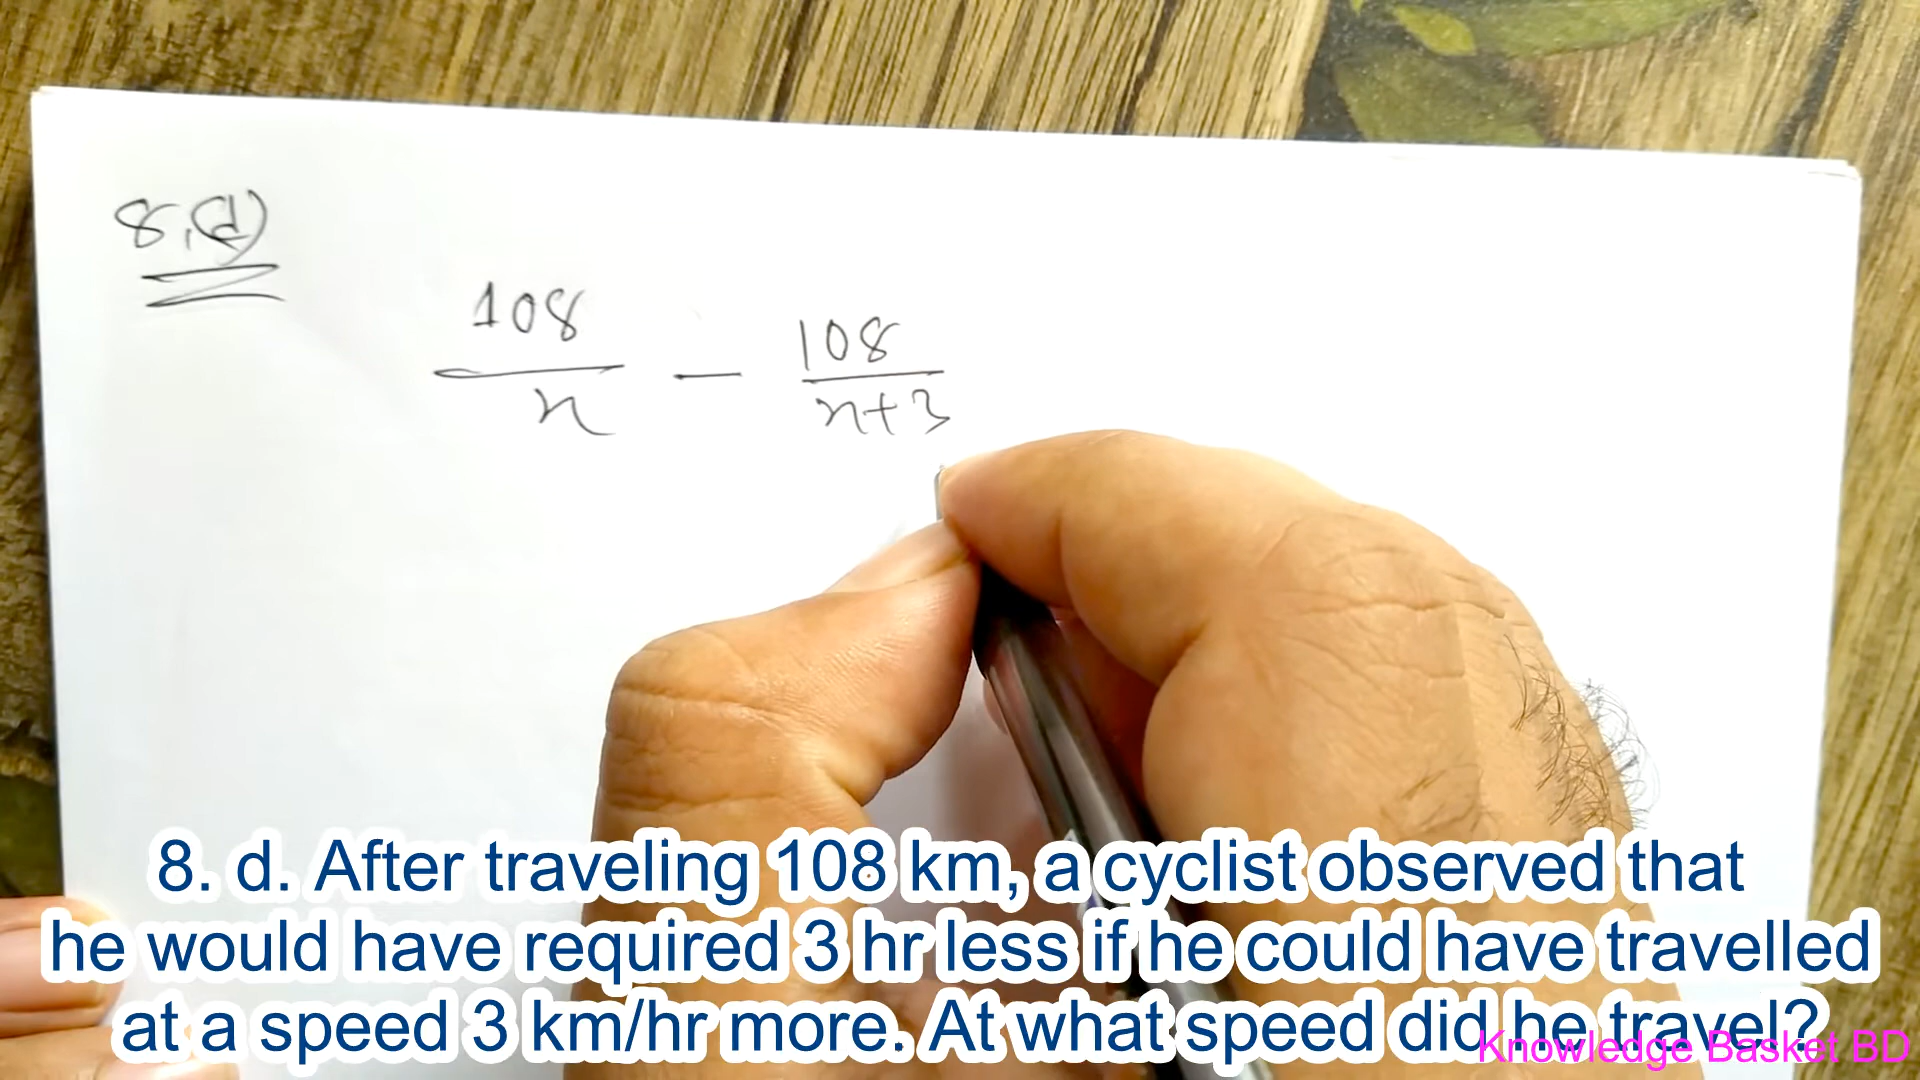 8.(d)
108/x - 108/x+3
8. d. After traveling 108 km, a cyclist observed that
he would have required 3 hr less if he could have travelled
at a speed 3 km/hr more. At what speed did he travel?
Knowledge Basket BD